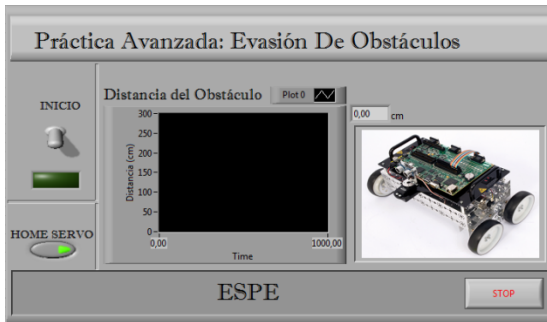 Práctica Avanzada: Evasión De Obstáculos
INICIO
HOME SERVO
Distancia del Obstáculo
Plot 0
300
250
200
150
100
50
0
Distancia (cm)
0,00
1000,00
Time
0,00 cm
ESPE
STOP